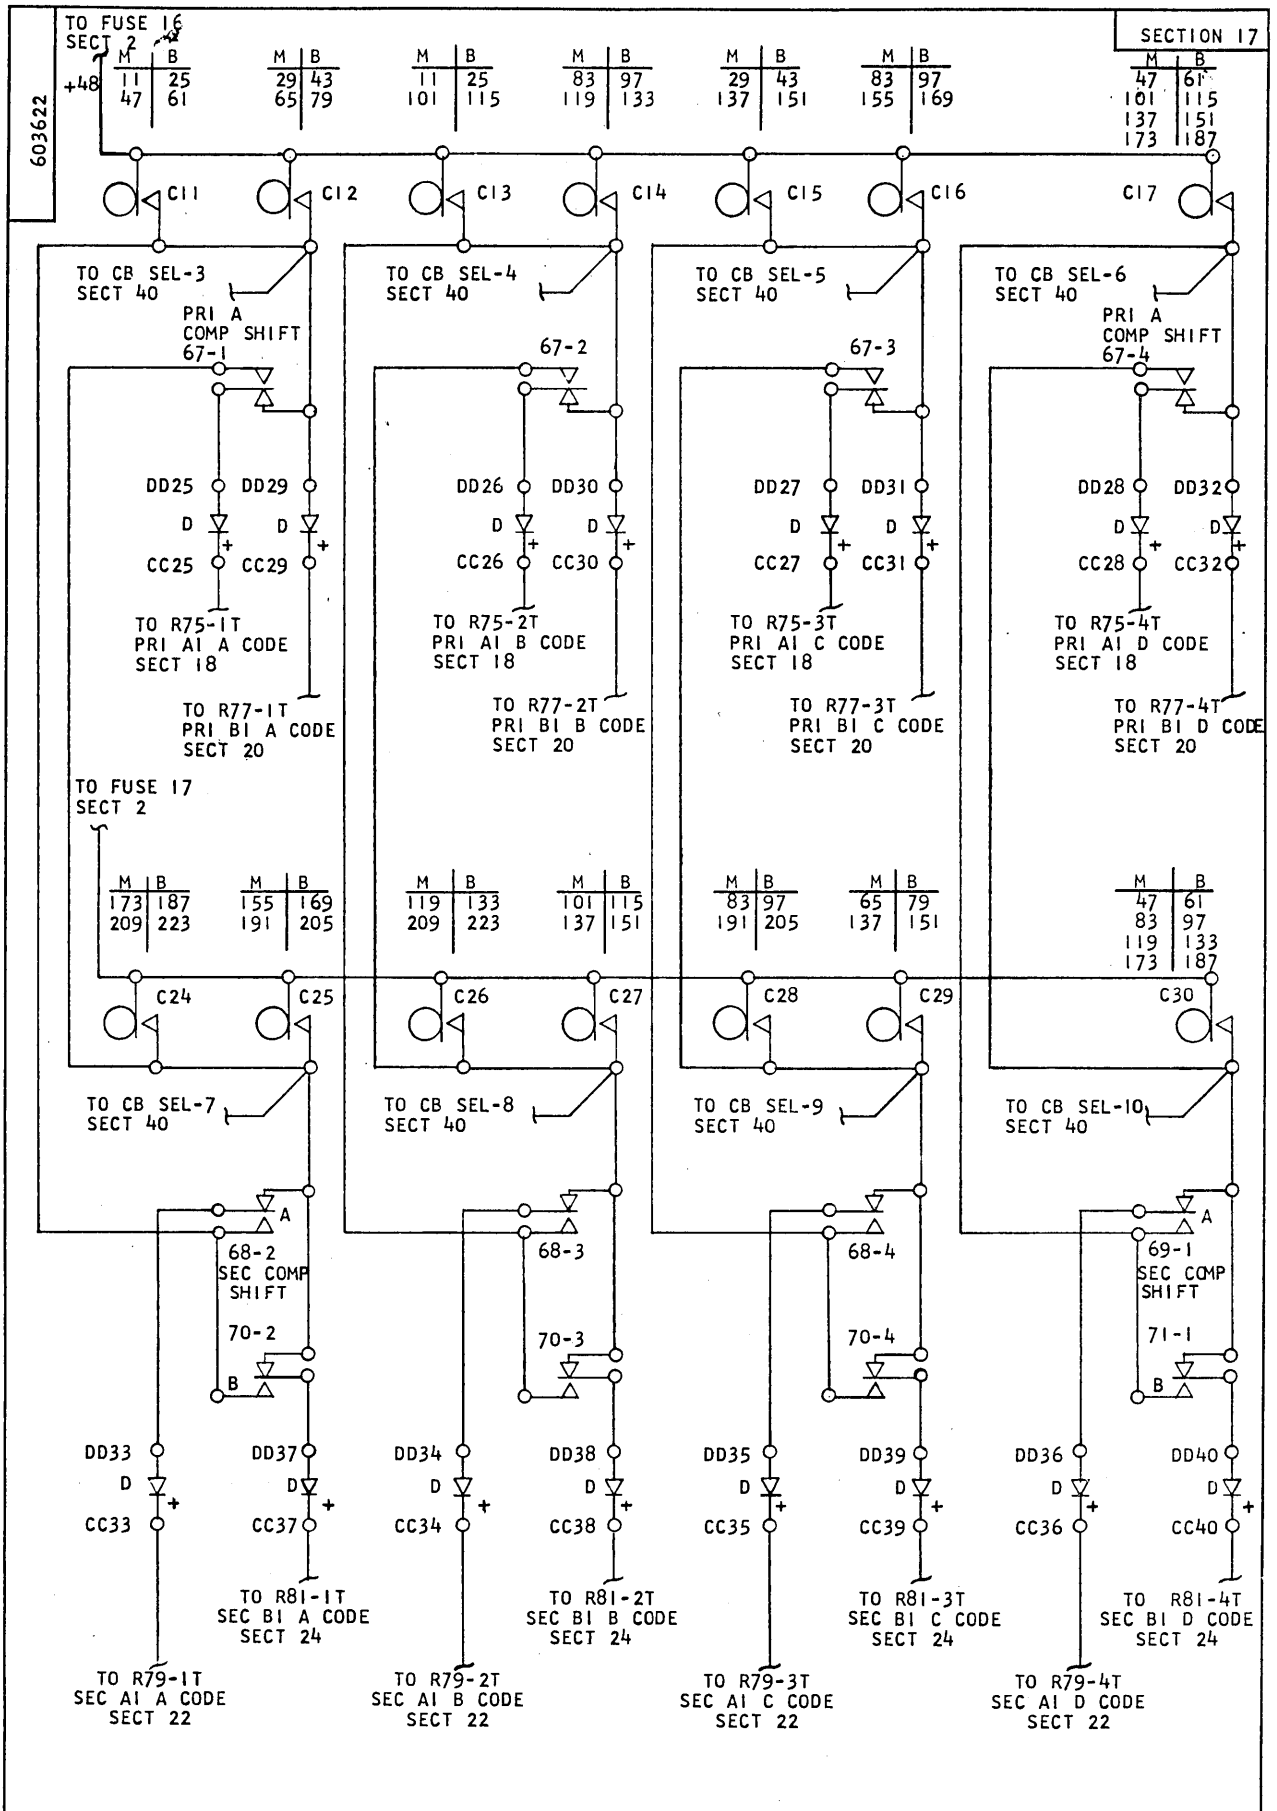 603622
SECTION 17
TO FUSE 16
SECT 2
+48
M B
11 25
47 61
M B
29 43
65 79
M B
11 25
101 115
M B
83 97
119 133
M B
29 43
137 151
M B
83 97
155 169
M B
47 61
101 115
137 151
173 187
C11 C12 C13 C14 C15 C16 C17
TO CB SEL-3
SECT 40
TO CB SEL-4
SECT 40
TO CB SEL-5
SECT 40
TO CB SEL-6
SECT 40
PRI A
COMP SHIFT
67-1
67-2
67-3
PRI A
COMP SHIFT
67-4
DD25 DD29 DD26 DD30 DD27 DD31 DD28 DD32
D D D D D D D D
+ + + + + + + +
CC25 CC29 CC26 CC30 CC27 CC31 CC28 CC32
TO R75-1T
PRI A1 A CODE
SECT 18
TO R75-2T
PRI A1 B CODE
SECT 18
TO R75-3T
PRI A1 C CODE
SECT 18
TO R75-4T
PRI A1 D CODE
SECT 18
TO R77-1T
PRI B1 A CODE
SECT 20
TO R77-2T
PRI B1 B CODE
SECT 20
TO R77-3T
PRI B1 C CODE
SECT 20
TO R77-4T
PRI B1 D CODE
SECT 20
TO FUSE 17
SECT 2
M B
173 187
209 223
M B
155 169
191 205
M B
119 133
209 223
M B
101 115
137 151
M B
83 97
191 205
M B
65 79
137 151
M B
47 61
83 97
119 133
173 187
C24 C25 C26 C27 C28 C29 C30
TO CB SEL-7
SECT 40
TO CB SEL-8
SECT 40
TO CB SEL-9
SECT 40
TO CB SEL-10
SECT 40
A
68-2
SEC COMP
SHIFT
68-3
68-4
A
69-1
SEC COMP
SHIFT
70-2
B
70-3
70-4
71-1
B
DD33 DD37 DD34 DD38 DD35 DD39 DD36 DD40
D D D D D D D D
+ + + + + + + +
CC33 CC37 CC34 CC38 CC35 CC39 CC36 CC40
TO R81-1T
SEC B1 A CODE
SECT 24
TO R81-2T
SEC B1 B CODE
SECT 24
TO R81-3T
SEC B1 C CODE
SECT 24
TO R81-4T
SEC B1 D CODE
SECT 24
TO R79-1T
SEC A1 A CODE
SECT 22
TO R79-2T
SEC A1 B CODE
SECT 22
TO R79-3T
SEC A1 C CODE
SECT 22
TO R79-4T
SEC A1 D CODE
SECT 22